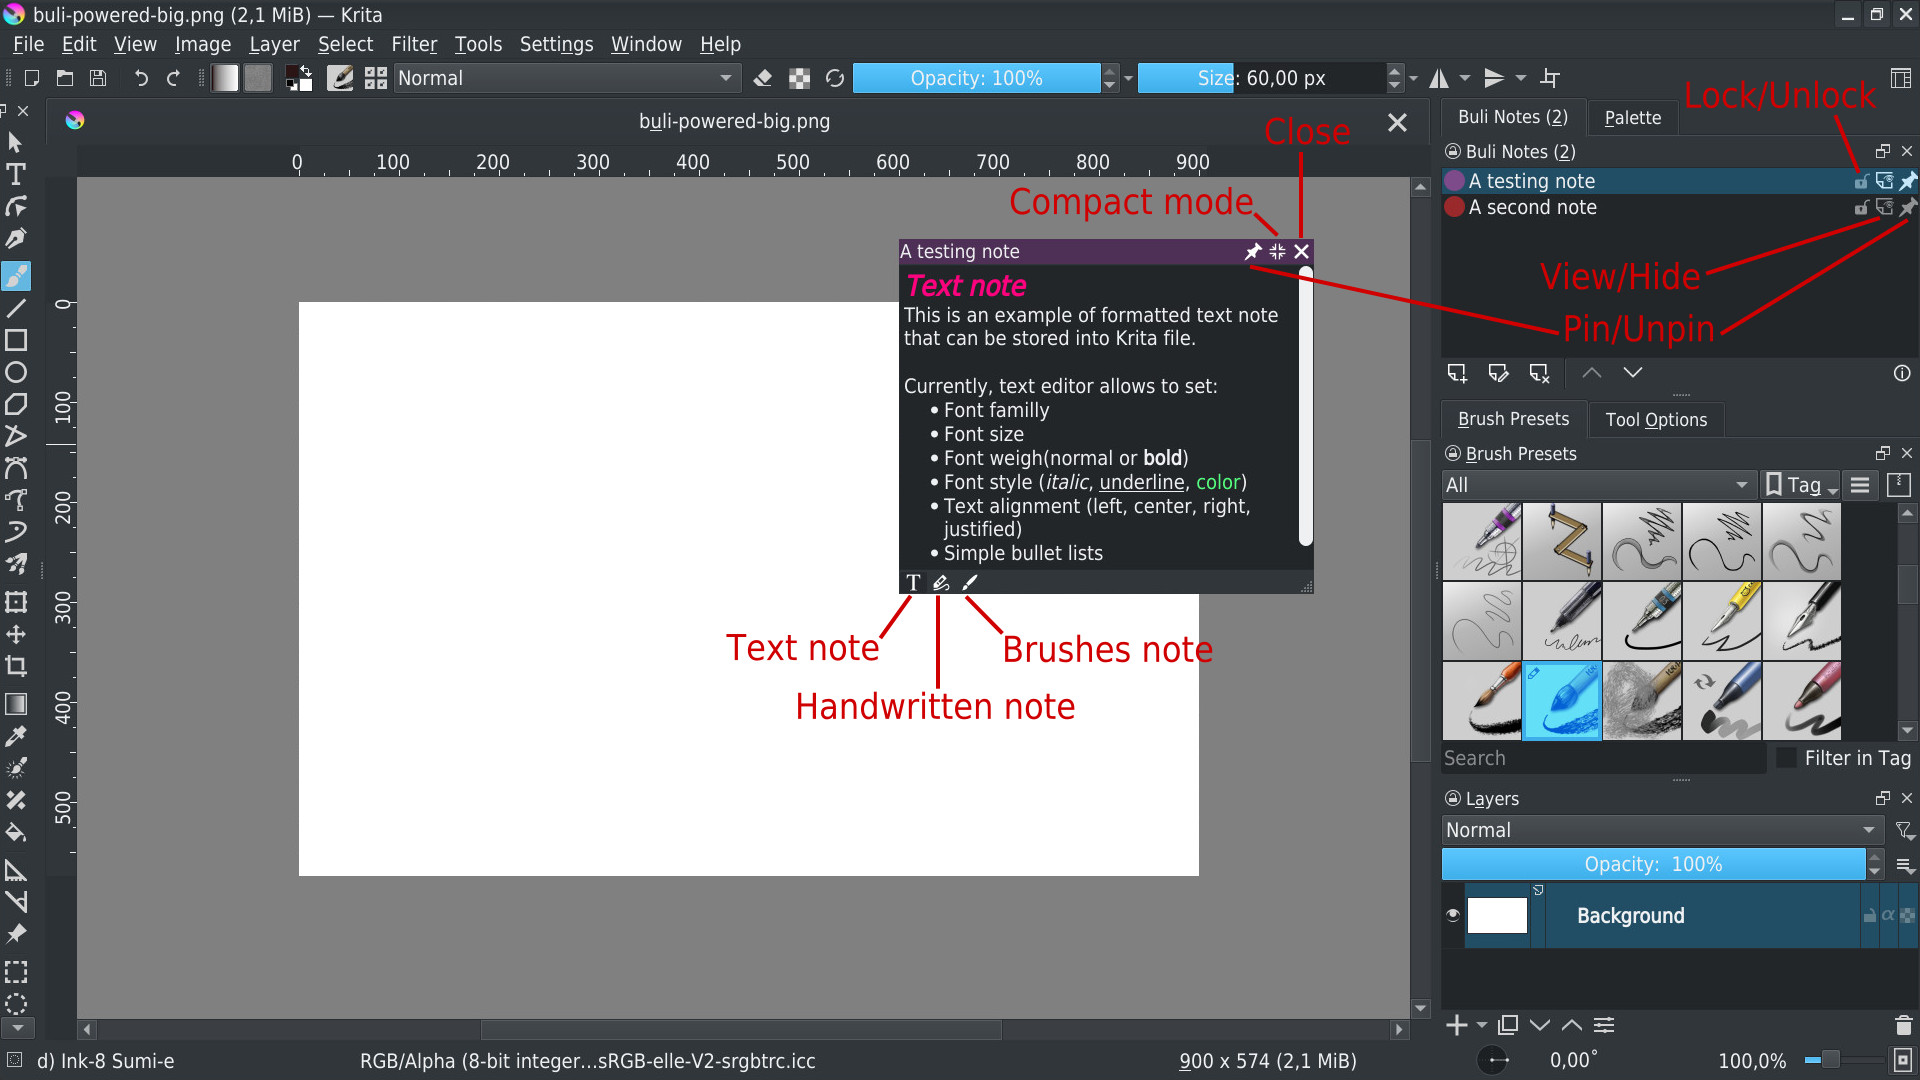 buli-powered-big.png (2,1 MiB) — Krita
File Edit View Image Layer Select Filter Tools Settings Window Help
Normal
Opacity: 100%
Size: 60,00 px
buli-powered-big.png
0 100 200 300 400 500 600 700 800 900
0
100
200
300
400
500
Close
Compact mode
Lock/Unlock
View/Hide
Pin/Unpin
A testing note
Text note
This is an example of formatted text note
that can be stored into Krita file.
Currently, text editor allows to set:
• Font familly
• Font size
• Font weigh(normal or bold)
• Font style (italic, underline, color)
• Text alignment (left, center, right,
justified)
• Simple bullet lists
T
Text note
Brushes note
Handwritten note
Buli Notes (2) Palette
Buli Notes (2)
A testing note
A second note
Brush Presets Tool Options
Brush Presets
All
Tag
Search
Filter in Tag
Layers
Normal
Opacity: 100%
Background
α
d) Ink-8 Sumi-e
RGB/Alpha (8-bit integer...sRGB-elle-V2-srgbtrc.icc
900 x 574 (2,1 MiB)
0,00°
100,0%